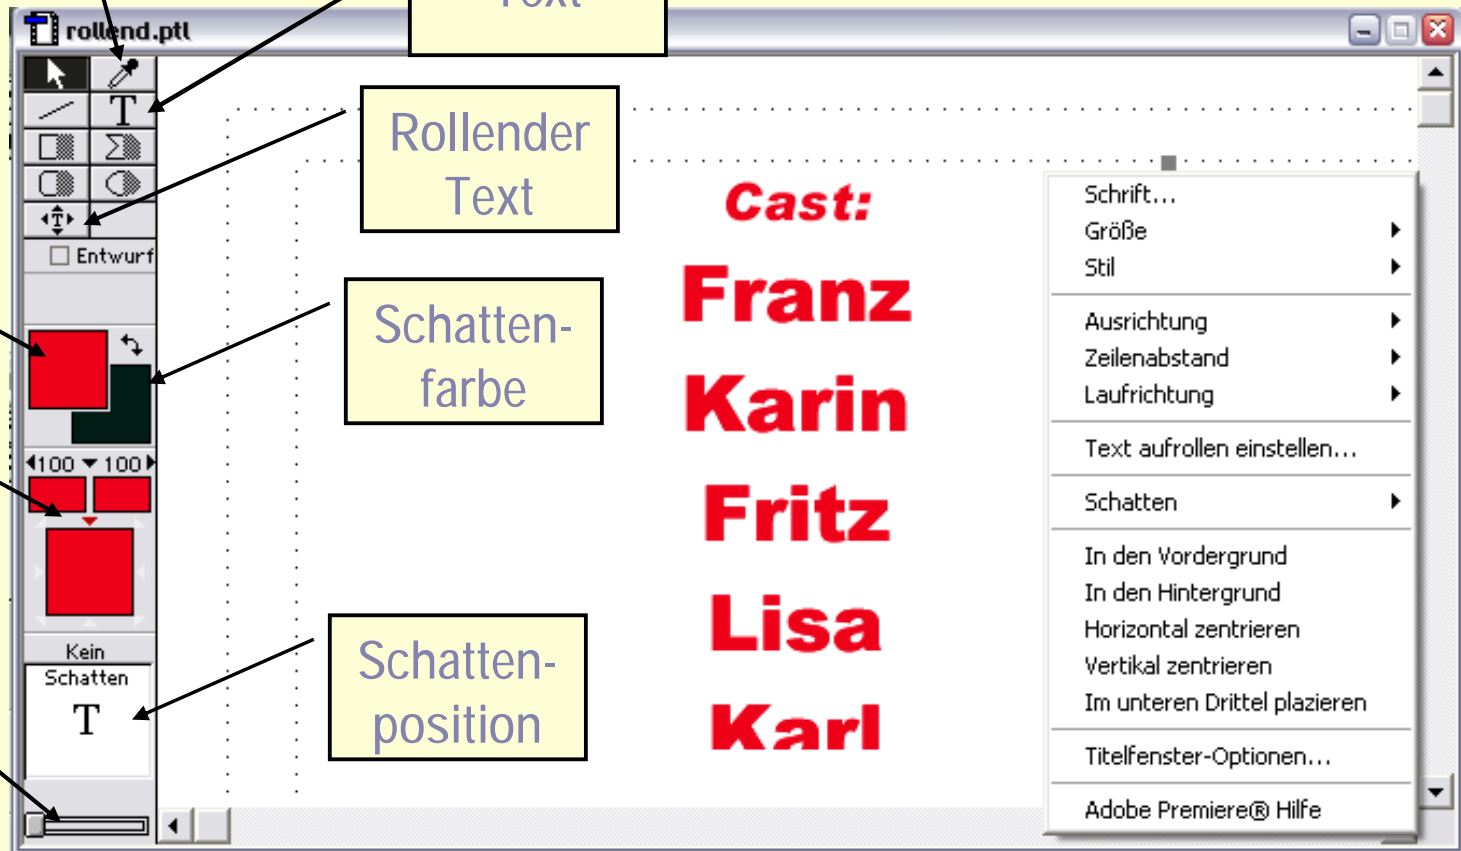 Text
rollend.ptl
T
Rollender
Text
T
Entwurf
Schatten-
farbe
100 100
Kein
Schatten
T
Schatten-
position
Cast:
Franz
Karin
Fritz
Lisa
Karl
Schrift...
Größe
Stil
Ausrichtung
Zeilenabstand
Laufrichtung
Text aufrollen einstellen...
Schatten
In den Vordergrund
In den Hintergrund
Horizontal zentrieren
Vertikal zentrieren
Im unteren Drittel plazieren
Titelfenster-Optionen...
Adobe Premiere® Hilfe